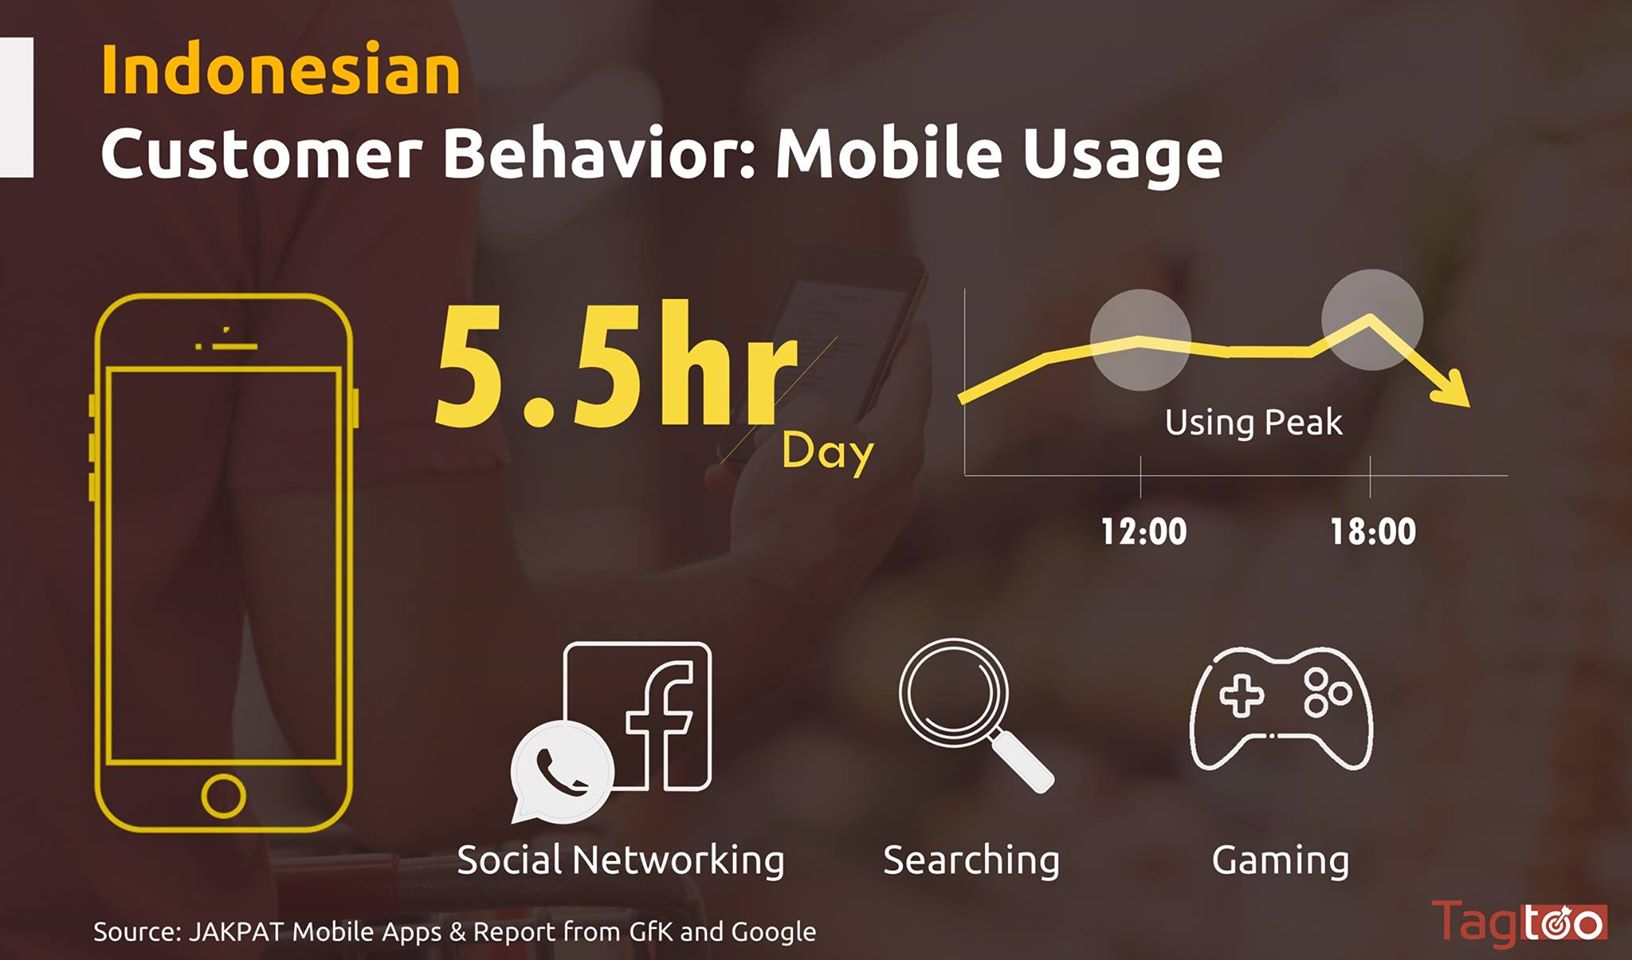 Indonesian
Customer Behavior: Mobile Usage
5.5hr
Day
Using Peak
12:00
18:00
Social Networking
Searching
Gaming
Source: JAKPAT Mobile Apps & Report from GfK and Google
Tagtoo